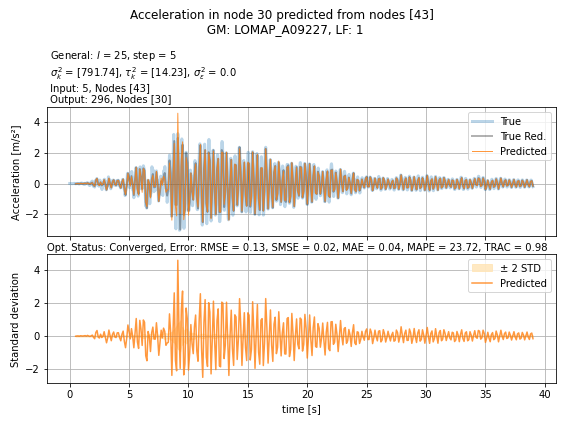 Acceleration in node 30 predicted from nodes [43]
GM: LOMAP_A09227, LF: 1
General: l = 25, step = 5
σ²ₖ = [791.74], τ²ₖ = [14.23], σ²ε = 0.0
Input: 5, Nodes [43]
Output: 296, Nodes [30]
Acceleration [m/s²]
4
2
0
−2
True
True Red.
Predicted
Opt. Status: Converged, Error: RMSE = 0.13, SMSE = 0.02, MAE = 0.04, MAPE = 23.72, TRAC = 0.98
Standard deviation
4
2
0
−2
± 2 STD
Predicted
0 5 10 15 20 25 30 35 40
time [s]